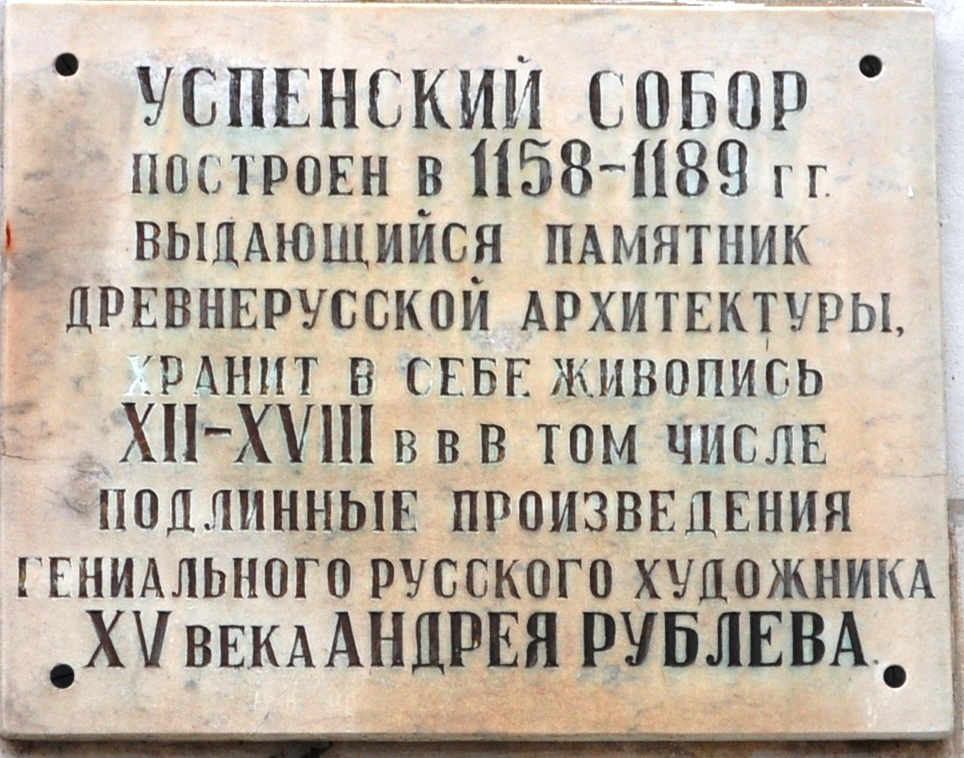 УСПЕНСКИЙ СОБОР
ПОСТРОЕН В 1158-1189 ГГ.
ВЫДАЮЩИЙСЯ ПАМЯТНИК
ДРЕВНЕРУССКОЙ АРХИТЕКТУРЫ,
ХРАНИТ В СЕБЕ ЖИВОПИСЬ
XII-XVIII В В В ТОМ ЧИСЛЕ
ПОДЛИННЫЕ ПРОИЗВЕДЕНИЯ
ГЕНИАЛЬНОГО РУССКОГО ХУДОЖНИКА
XV ВЕКА АНДРЕЯ РУБЛЕВА.